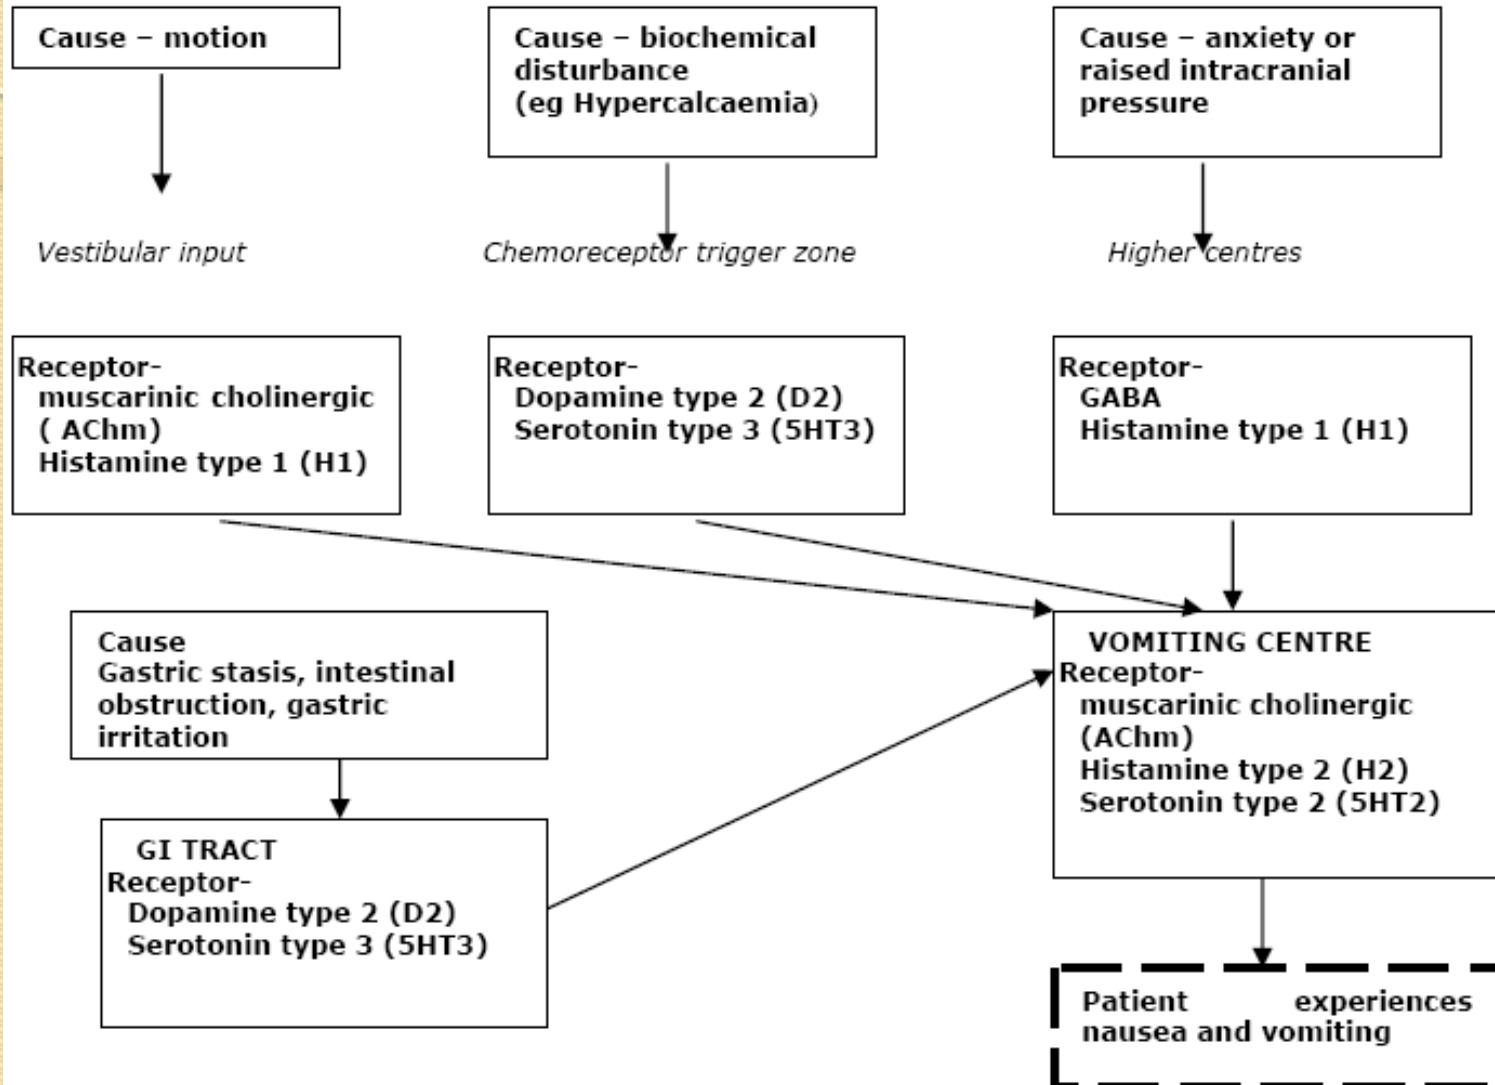 Cause – motion
Cause – biochemical
disturbance
(eg Hypercalcaemia)
Cause – anxiety or
raised intracranial
pressure
Vestibular input
Chemoreceptor trigger zone
Higher centres
Receptor-
muscarinic cholinergic
( AChm)
Histamine type 1 (H1)
Receptor-
Dopamine type 2 (D2)
Serotonin type 3 (5HT3)
Receptor-
GABA
Histamine type 1 (H1)
Cause
Gastric stasis, intestinal
obstruction, gastric
irritation
VOMITING CENTRE
Receptor-
muscarinic cholinergic
(AChm)
Histamine type 2 (H2)
Serotonin type 2 (5HT2)
GI TRACT
Receptor-
Dopamine type 2 (D2)
Serotonin type 3 (5HT3)
Patient experiences
nausea and vomiting